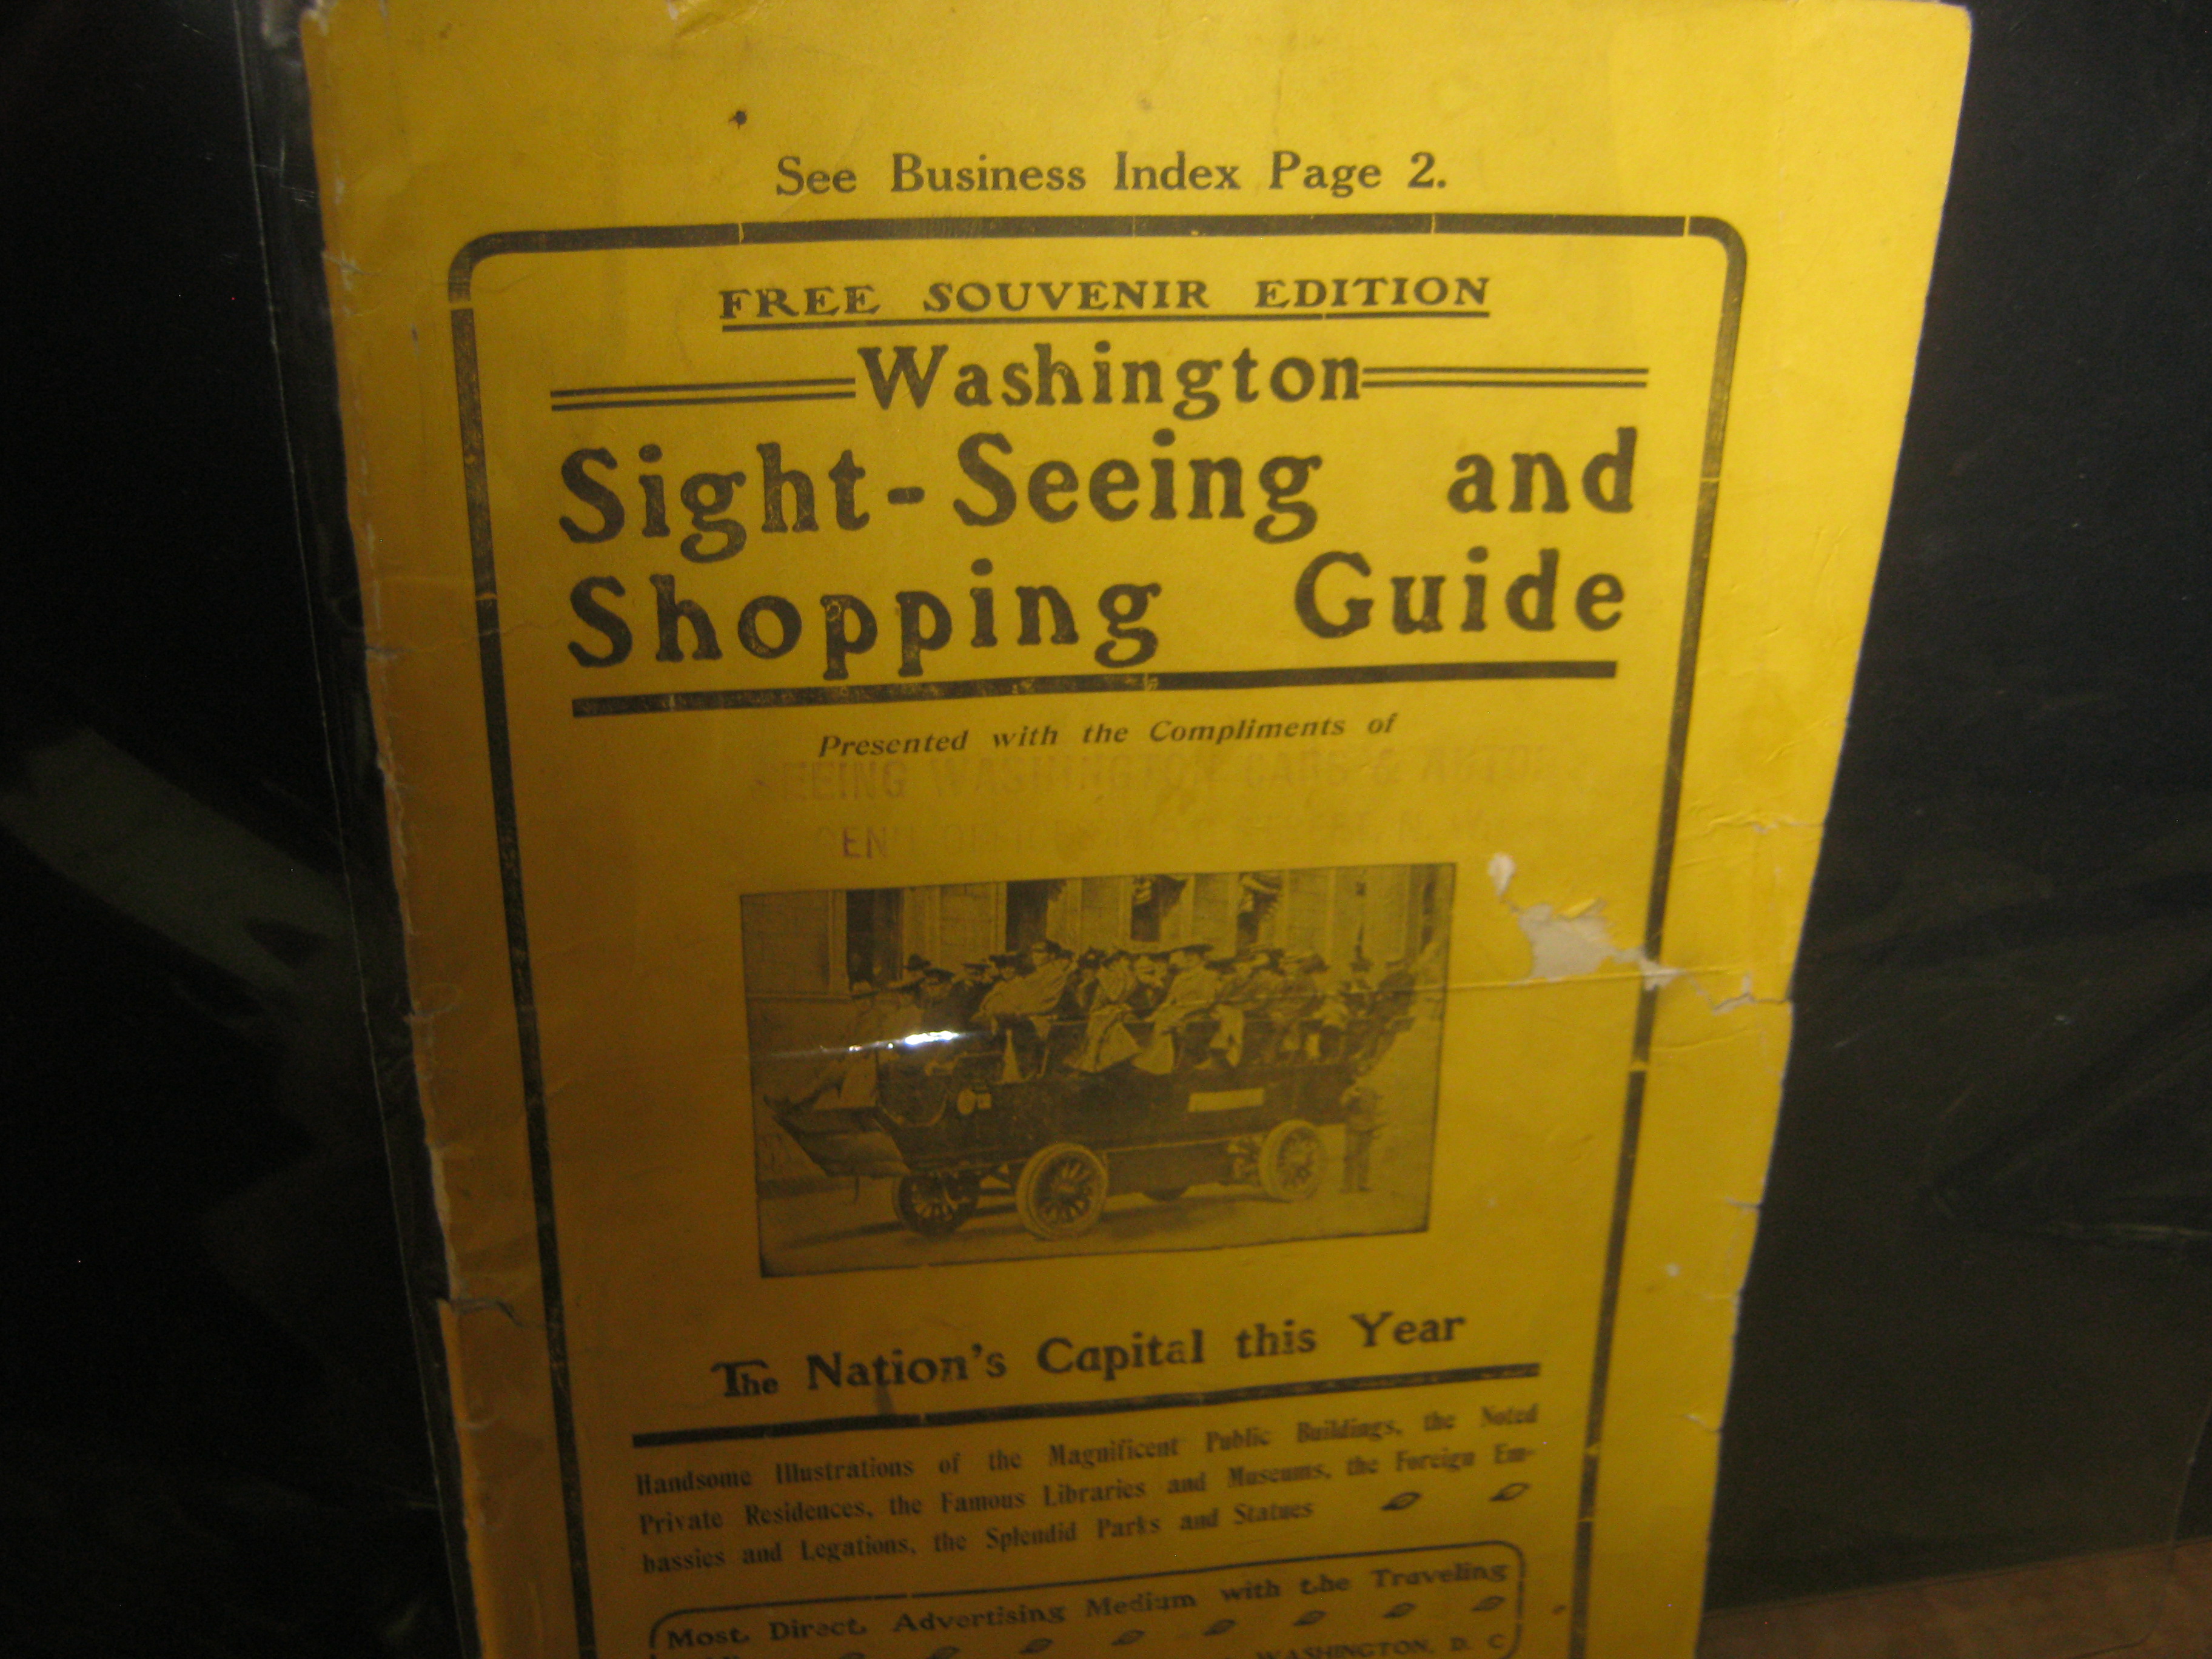 See Business Index Page 2.
FREE SOUVENIR EDITION
Washington
Sight-Seeing and
Shopping Guide
Presented with the Compliments of
SEEING WASHINGTON CARS & AUTOS
The Nation's Capital this Year
Handsome Illustrations of the Magnificent Public Buildings, the Noted
Private Residences, the Famous Libraries and Museums, the Foreign Em-
bassies and Legations, the Splendid Parks and Statues
Most Direct Advertising Medium with the Traveling
WASHINGTON, D. C